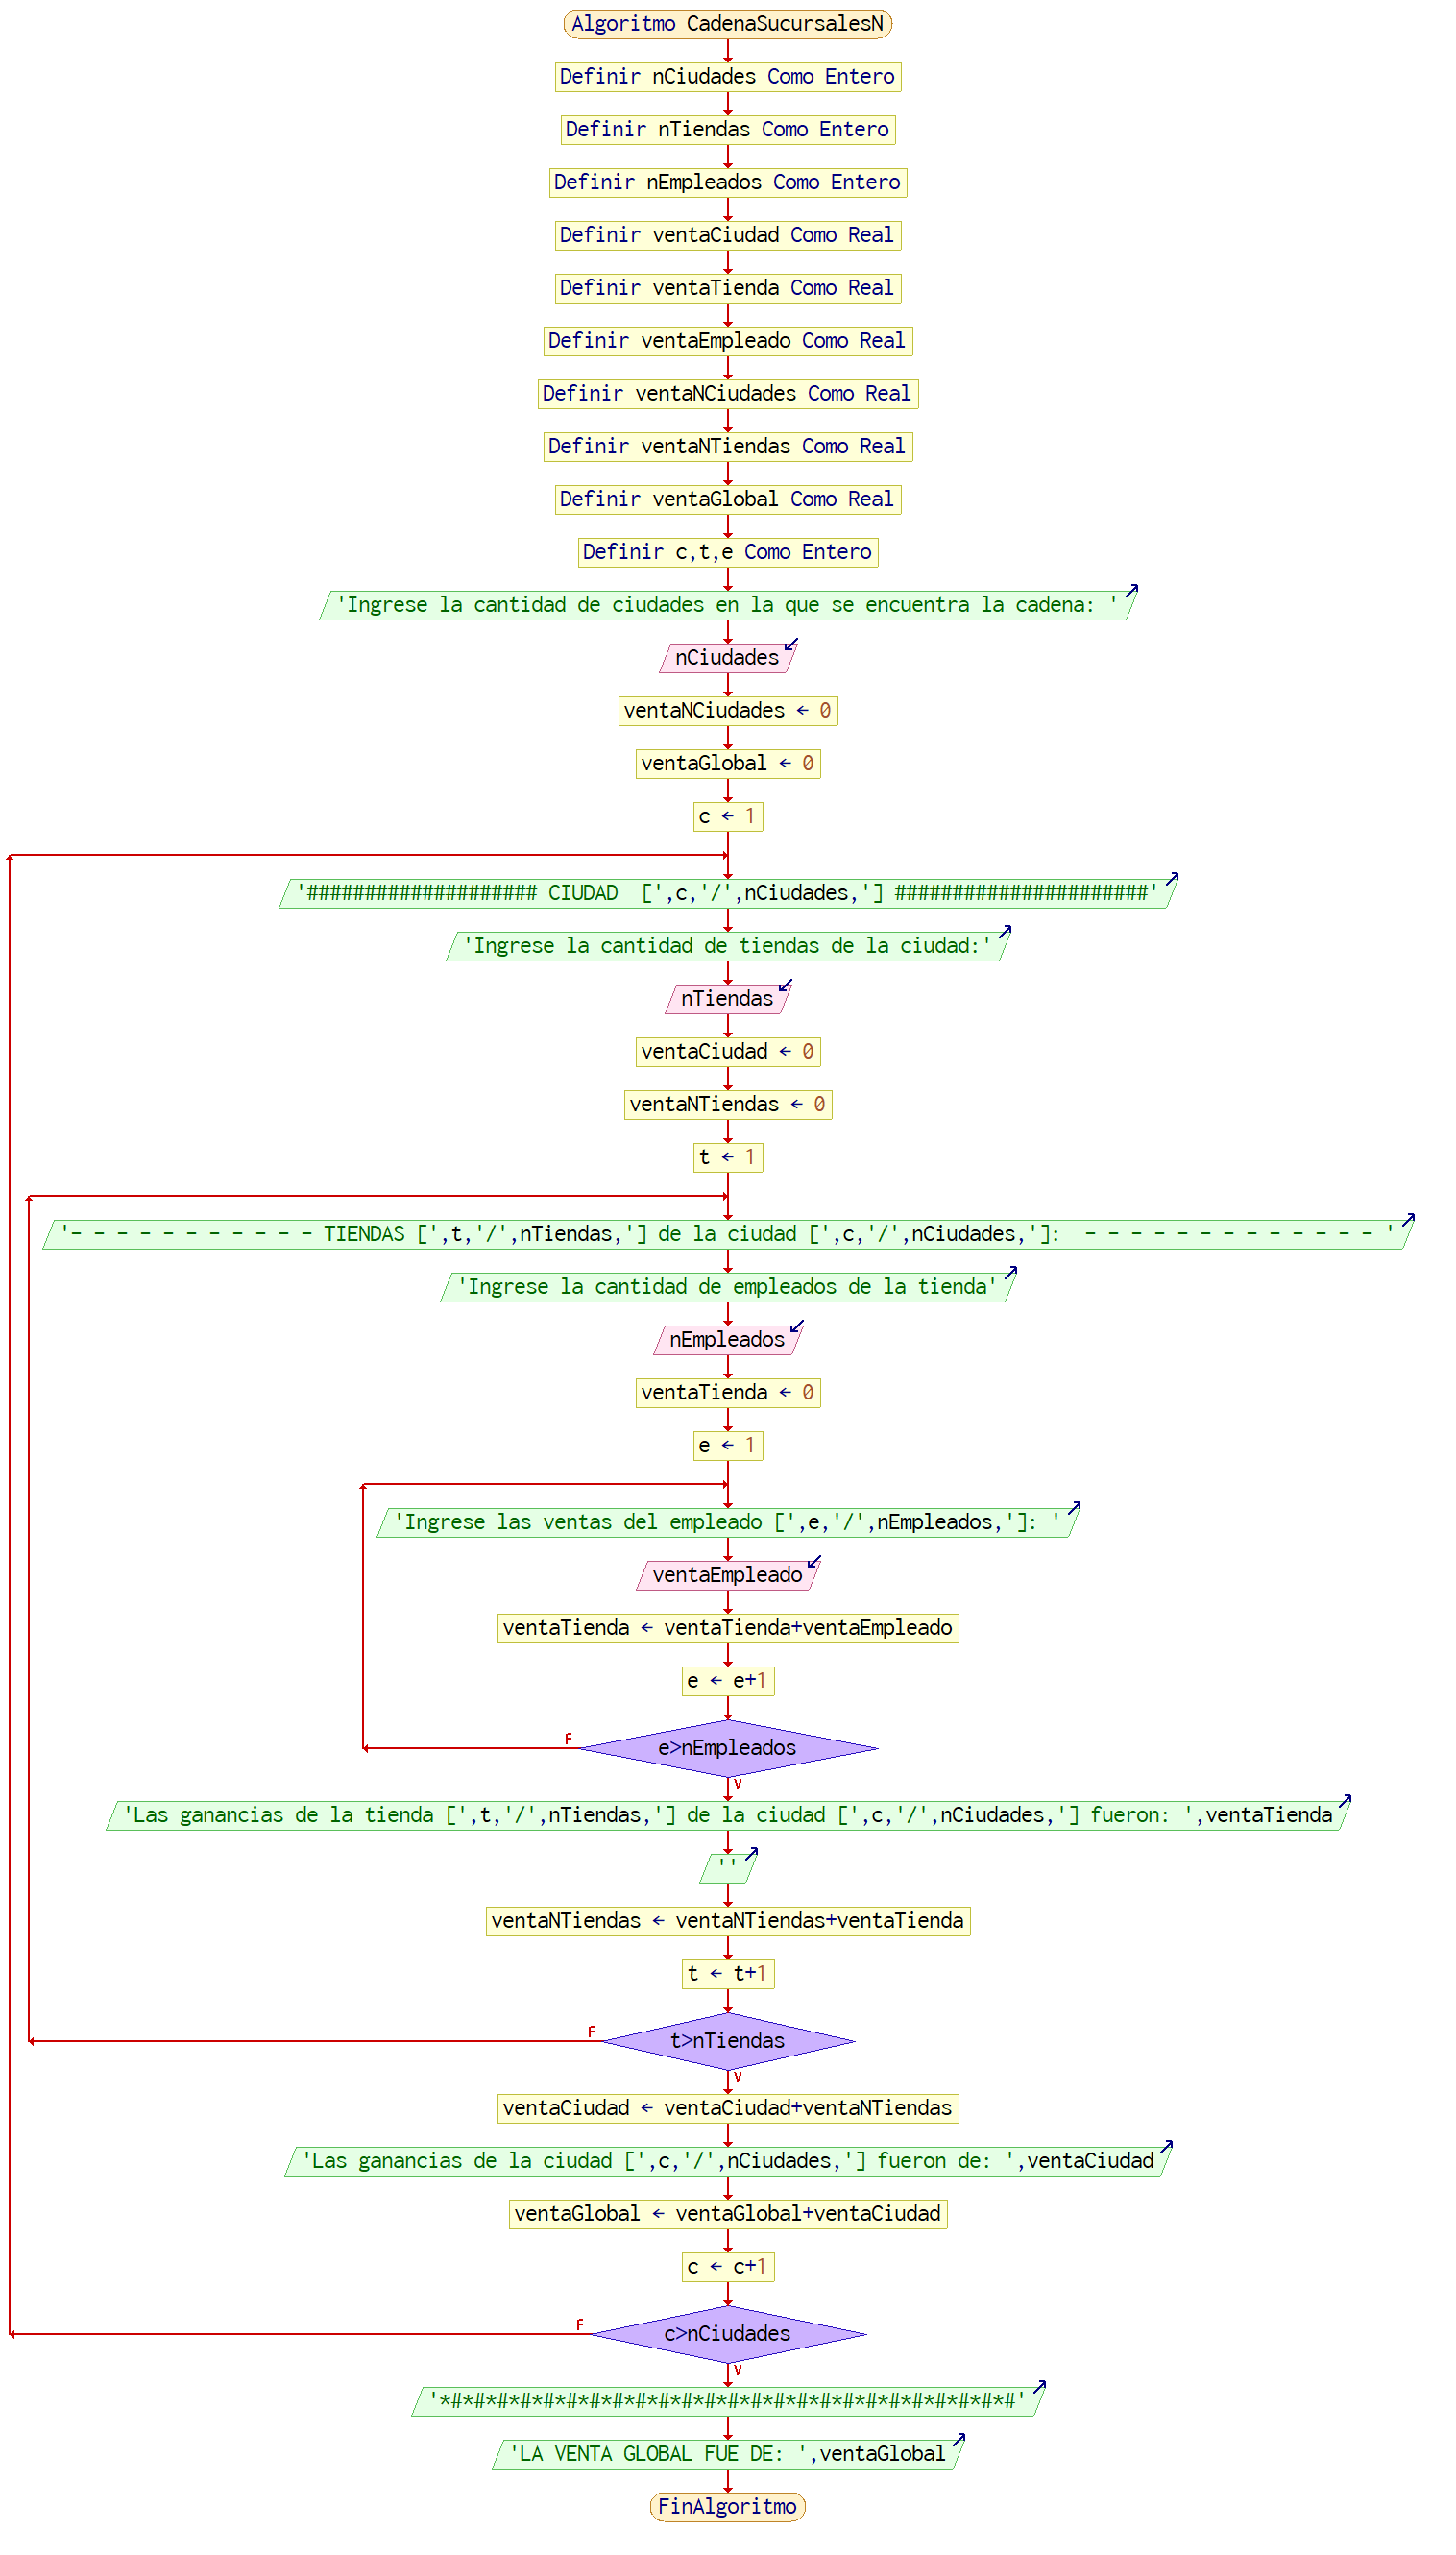 Algoritmo CadenaSucursalesN
Definir nCiudades Como Entero
Definir nTiendas Como Entero
Definir nEmpleados Como Entero
Definir ventaCiudad Como Real
Definir ventaTienda Como Real
Definir ventaEmpleado Como Real
Definir ventaNCiudades Como Real
Definir ventaNTiendas Como Real
Definir ventaGlobal Como Real
Definir c,t,e Como Entero
'Ingrese la cantidad de ciudades en la que se encuentra la cadena: '
nCiudades
ventaNCiudades ← 0
ventaGlobal ← 0
c ← 1
'#################### CIUDAD  [',c,'/',nCiudades,'] ######################'
'Ingrese la cantidad de tiendas de la ciudad:'
nTiendas
ventaCiudad ← 0
ventaNTiendas ← 0
t ← 1
'- - - - - - - - - - - TIENDAS [',t,'/',nTiendas,'] de la ciudad [',c,'/',nCiudades,']:  - - - - - - - - - - - - - '
'Ingrese la cantidad de empleados de la tienda'
nEmpleados
ventaTienda ← 0
e ← 1
'Ingrese las ventas del empleado [',e,'/',nEmpleados,']: '
ventaEmpleado
ventaTienda ← ventaTienda+ventaEmpleado
e ← e+1
F
e>nEmpleados
V
'Las ganancias de la tienda [',t,'/',nTiendas,'] de la ciudad [',c,'/',nCiudades,'] fueron: ',ventaTienda
''
ventaNTiendas ← ventaNTiendas+ventaTienda
t ← t+1
F
t>nTiendas
V
ventaCiudad ← ventaCiudad+ventaNTiendas
'Las ganancias de la ciudad [',c,'/',nCiudades,'] fueron de: ',ventaCiudad
ventaGlobal ← ventaGlobal+ventaCiudad
c ← c+1
F
c>nCiudades
V
'*#*#*#*#*#*#*#*#*#*#*#*#*#*#*#*#*#*#*#*#*#*#*#*#*#'
'LA VENTA GLOBAL FUE DE: ',ventaGlobal
FinAlgoritmo